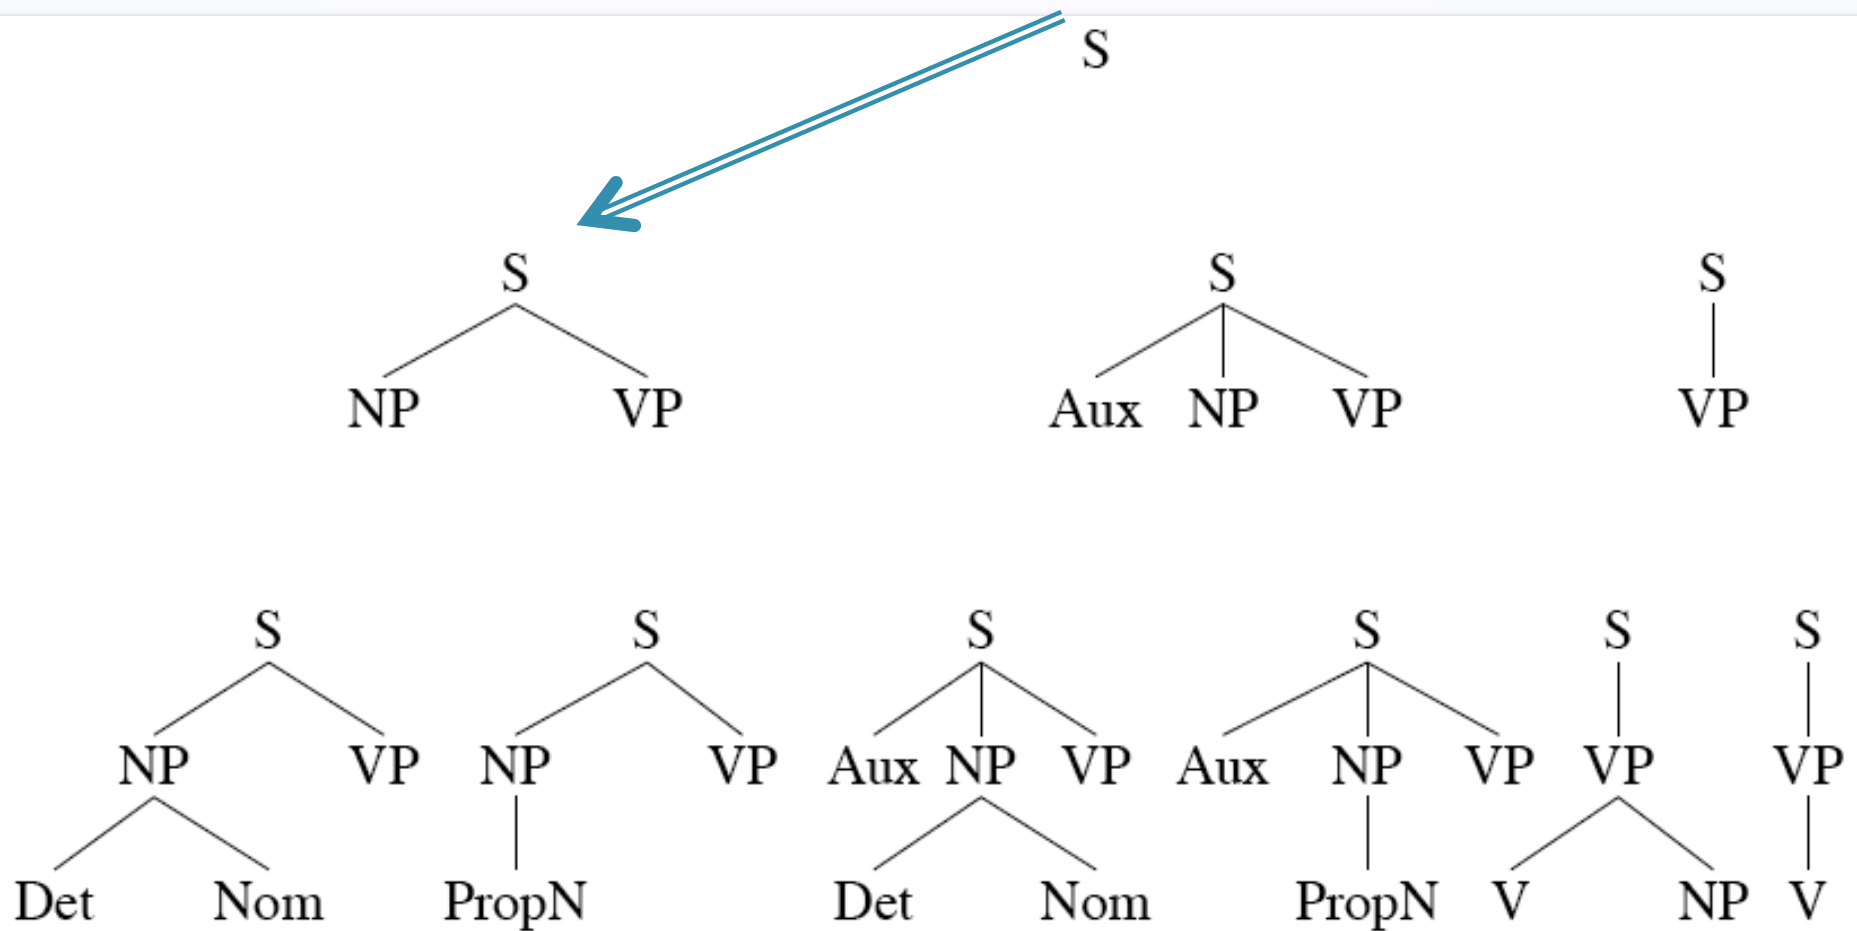 S
S S S
NP VP Aux NP VP VP
S S S S S S
NP VP NP VP Aux NP VP Aux NP VP VP VP
Det Nom PropN Det Nom PropN V NP V